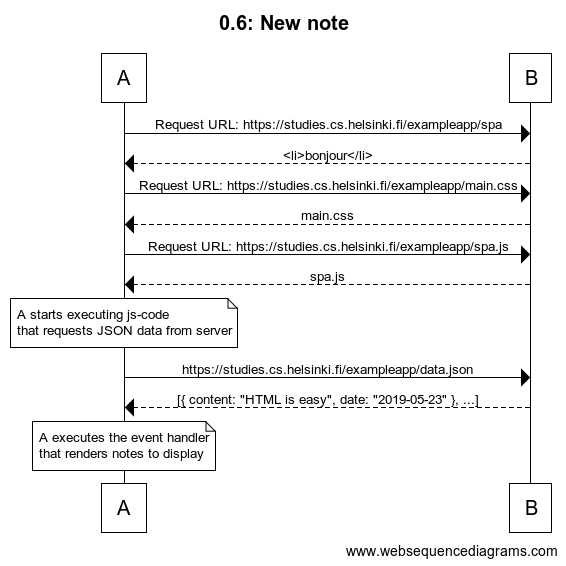 0.6: New note
A
B
Request URL: https://studies.cs.helsinki.fi/exampleapp/spa
<li>bonjour</li>
Request URL: https://studies.cs.helsinki.fi/exampleapp/main.css
main.css
Request URL: https://studies.cs.helsinki.fi/exampleapp/spa.js
spa.js
A starts executing js-code
that requests JSON data from server
https://studies.cs.helsinki.fi/exampleapp/data.json
[{ content: "HTML is easy", date: "2019-05-23" }, ...]
A executes the event handler
that renders notes to display
A
B
www.websequencediagrams.com